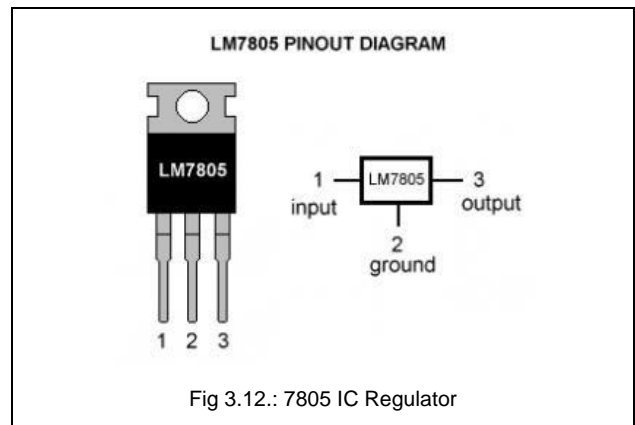 LM7805 PINOUT DIAGRAM
LM7805
1 2 3
1 LM7805 3
input output
2
ground
Fig 3.12.: 7805 IC Regulator